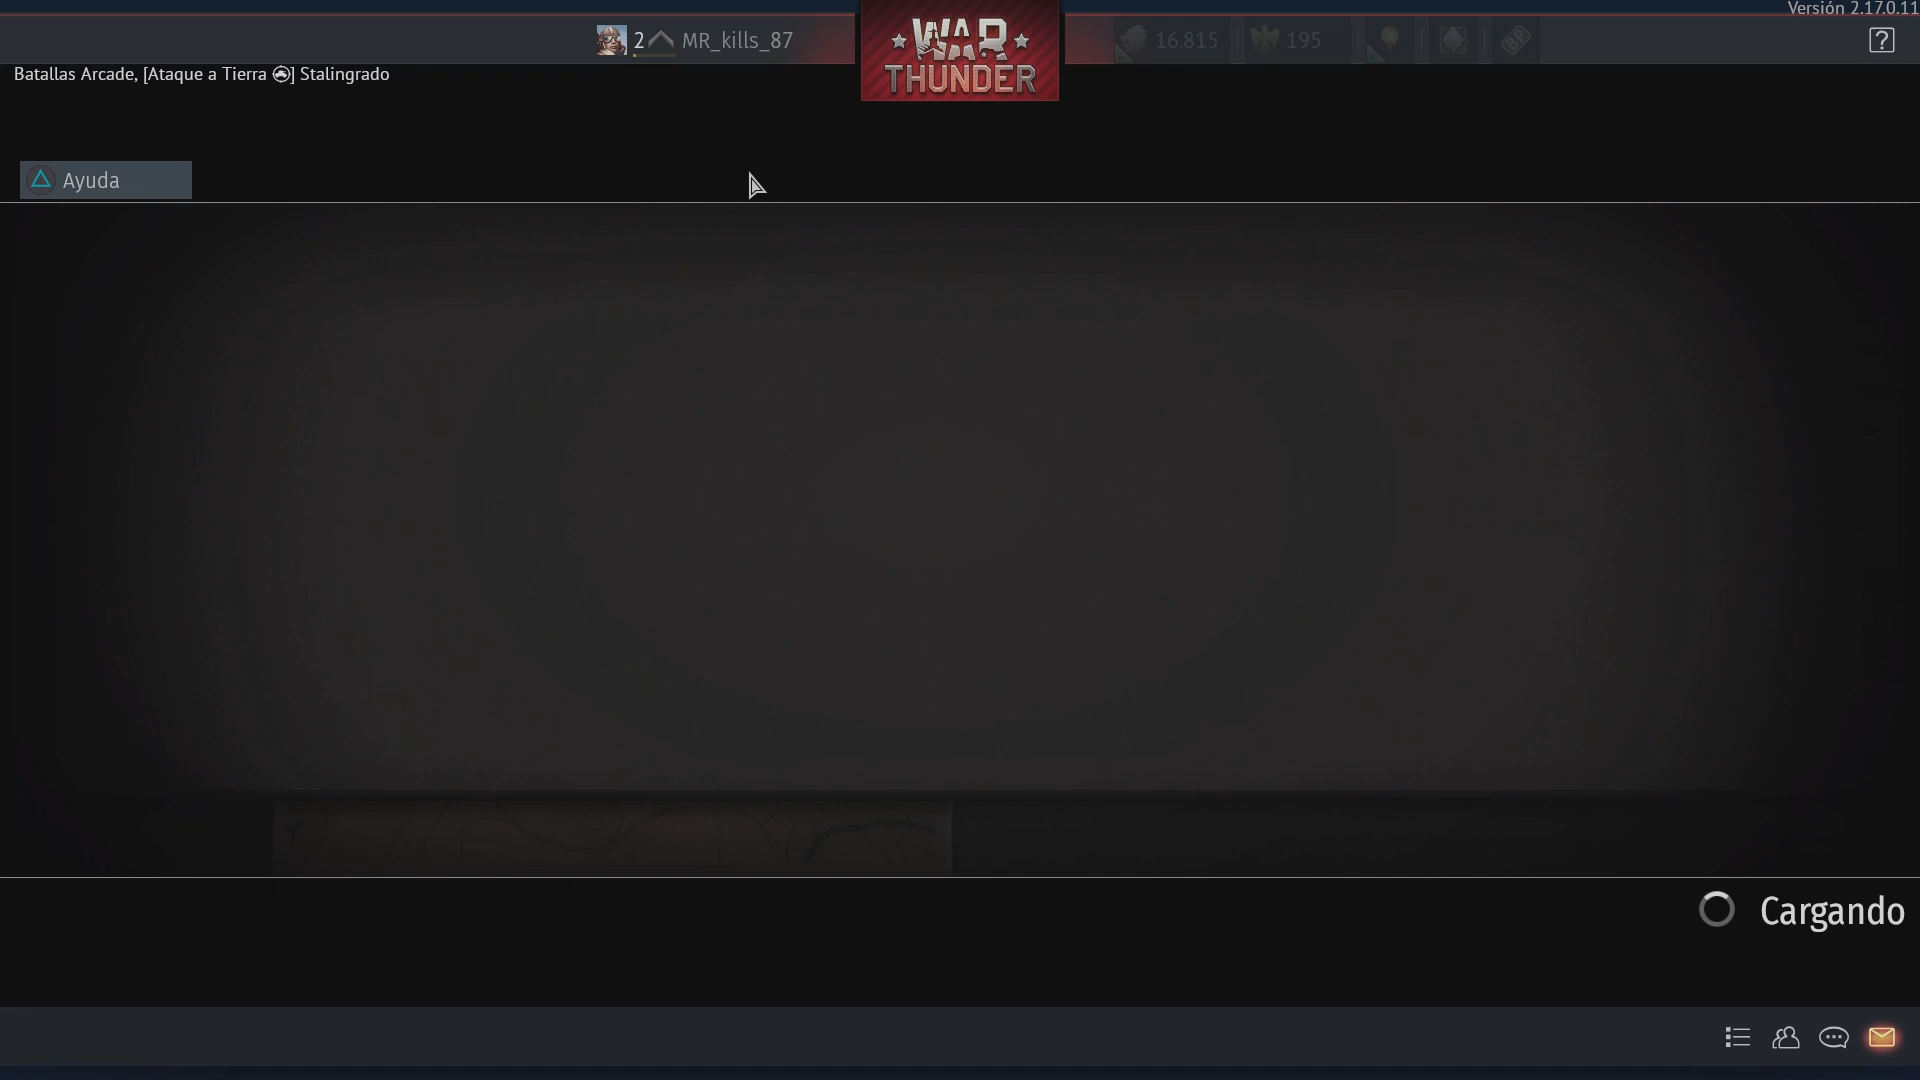 Versión 2.17.0.11
2 MR_kills_87
WAR
THUNDER
16.815
195
BP
?
Batallas Arcade, [Ataque a Tierra] Stalingrado
Ayuda
Cargando